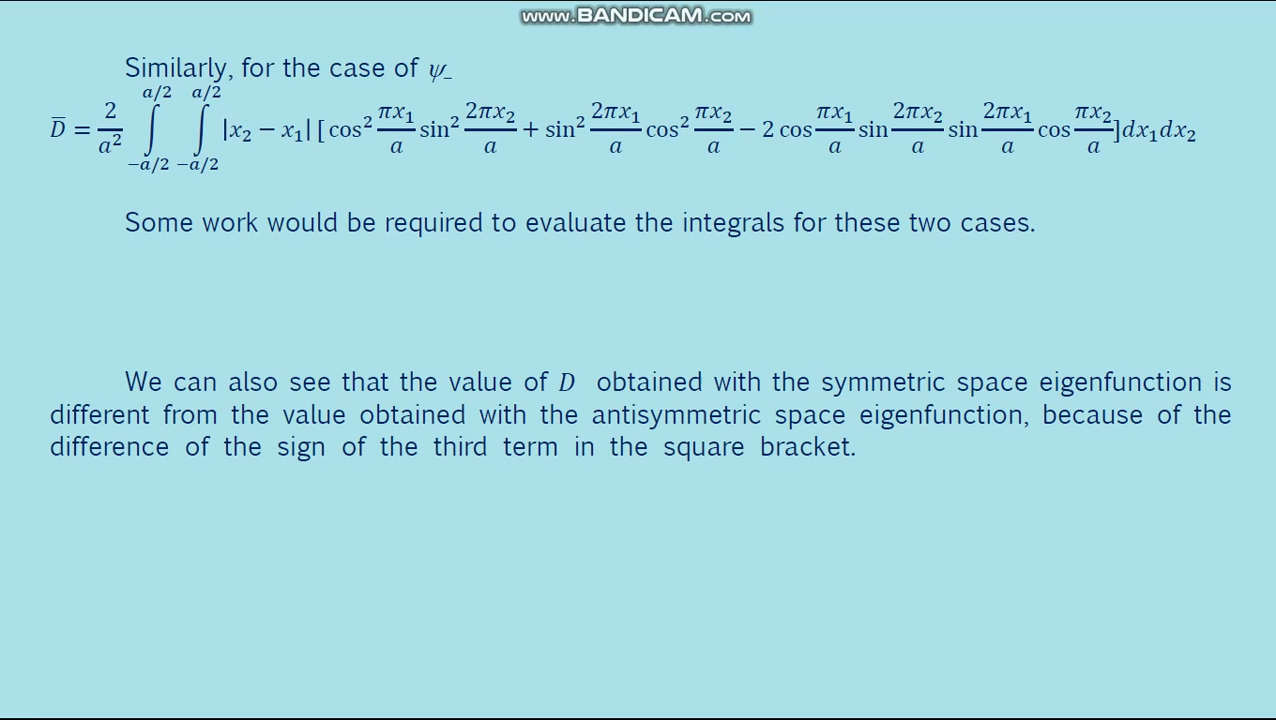 www.BANDICAM.com
Similarly, for the case of ψ₋
D̅ = 2/a² ∫_{-a/2}^{a/2} ∫_{-a/2}^{a/2} |x₂ − x₁| [ cos² πx₁/a sin² 2πx₂/a + sin² 2πx₁/a cos² πx₂/a − 2 cos πx₁/a sin 2πx₂/a sin 2πx₁/a cos πx₂/a ]dx₁dx₂
Some work would be required to evaluate the integrals for these two cases.
We can also see that the value of D obtained with the symmetric space eigenfunction is
different from the value obtained with the antisymmetric space eigenfunction, because of the
difference of the sign of the third term in the square bracket.